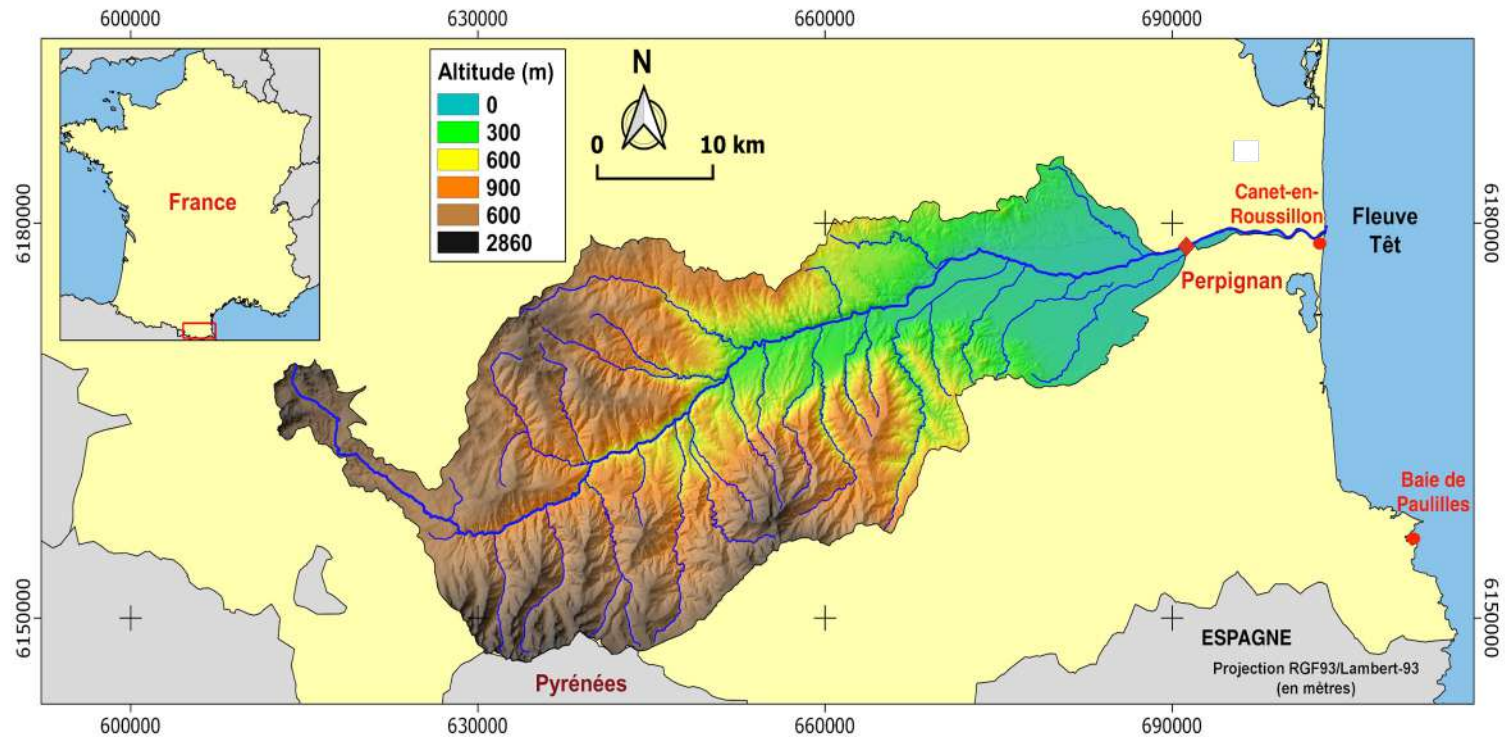 600000
630000
660000
690000
France
Altitude (m)
0
300
600
900
600
2860
N
0
10 km
6180000
6180000
Canet-en-
Roussillon
Fleuve
Têt
Perpignan
Baie de
Paulilles
6150000
6150000
Pyrénées
ESPAGNE
Projection RGF93/Lambert-93
(en mètres)
600000
630000
660000
690000